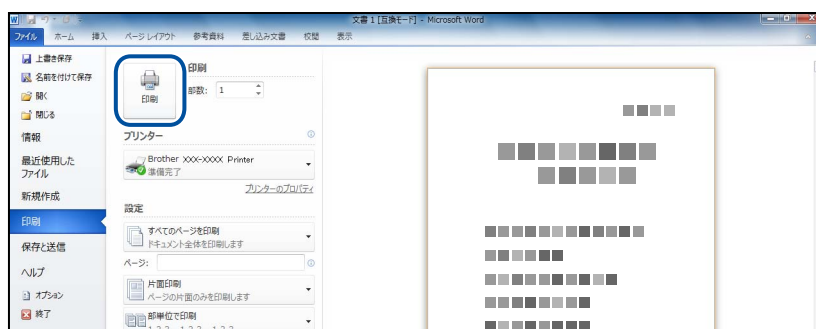 文書 1 [互換モード] - Microsoft Word
ファイル ホーム 挿入 ページ レイアウト 参考資料 差し込み文書 校閲 表示
上書き保存
名前を付けて保存
開く
閉じる
情報
最近使用した
ファイル
新規作成
印刷
保存と送信
ヘルプ
オプション
終了
印刷
印刷
部数: 1
プリンター
Brother XXX-XXXX Printer
準備完了
プリンターのプロパティ
設定
すべてのページを印刷
ドキュメント全体を印刷します
ページ:
片面印刷
ページの片面のみを印刷します
部単位で印刷
1,2,3 1,2,3 1,2,3